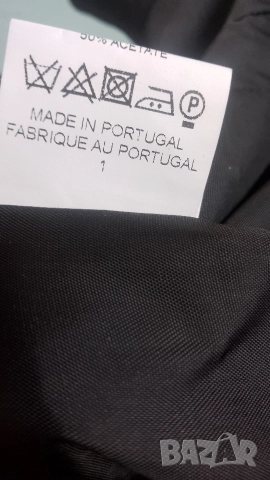 50% ACETATE
P
MADE IN PORTUGAL
FABRIQUE AU PORTUGAL
1
BAZAR